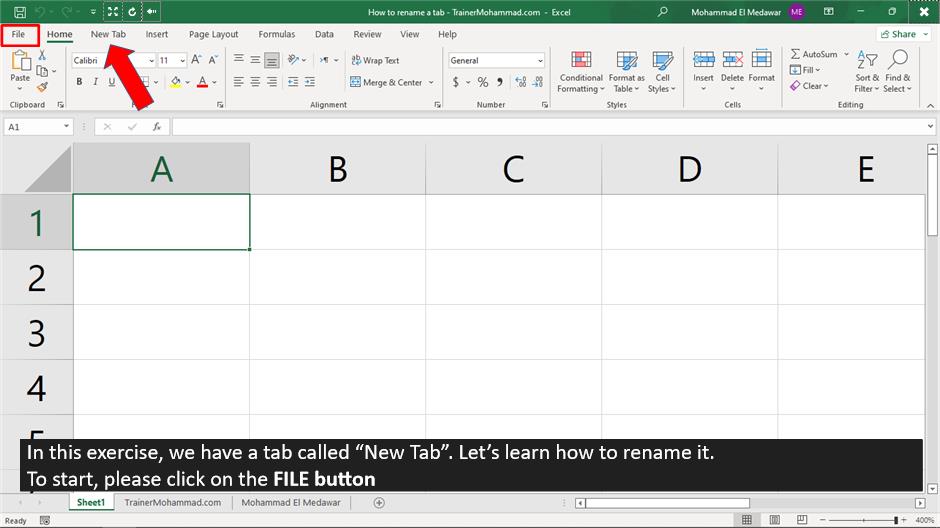 How to rename a tab - TrainerMohammad.com - Excel
Mohammad El Medawar ME
File Home New Tab Insert Page Layout Formulas Data Review View Help Share
Paste
Clipboard
Calibri 11
B I U
wrap Text
Merge & Center
Alignment
General
$ % ,
Number
Conditional Formatting
Format as Table
Cell Styles
Styles
Insert Delete Format
Cells
AutoSum
Fill
Clear
Sort & Filter
Find & Select
Editing
A1 fx
A B C D E
1
2
3
4
In this exercise, we have a tab called “New Tab”. Let’s learn how to rename it.
To start, please click on the FILE button
Sheet1 TrainerMohammad.com Mohammad El Medawar
Ready 400%